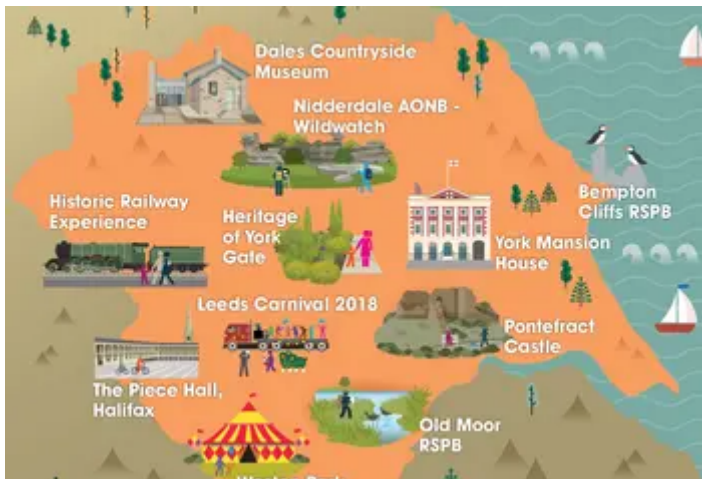 Dales Countryside
Museum
Nidderdale AONB -
Wildwatch
Bempton
Cliffs RSPB
Historic Railway
Experience
Heritage
of York
Gate
York Mansion
House
Leeds Carnival 2018
Pontefract
Castle
The Piece Hall,
Halifax
Old Moor
RSPB